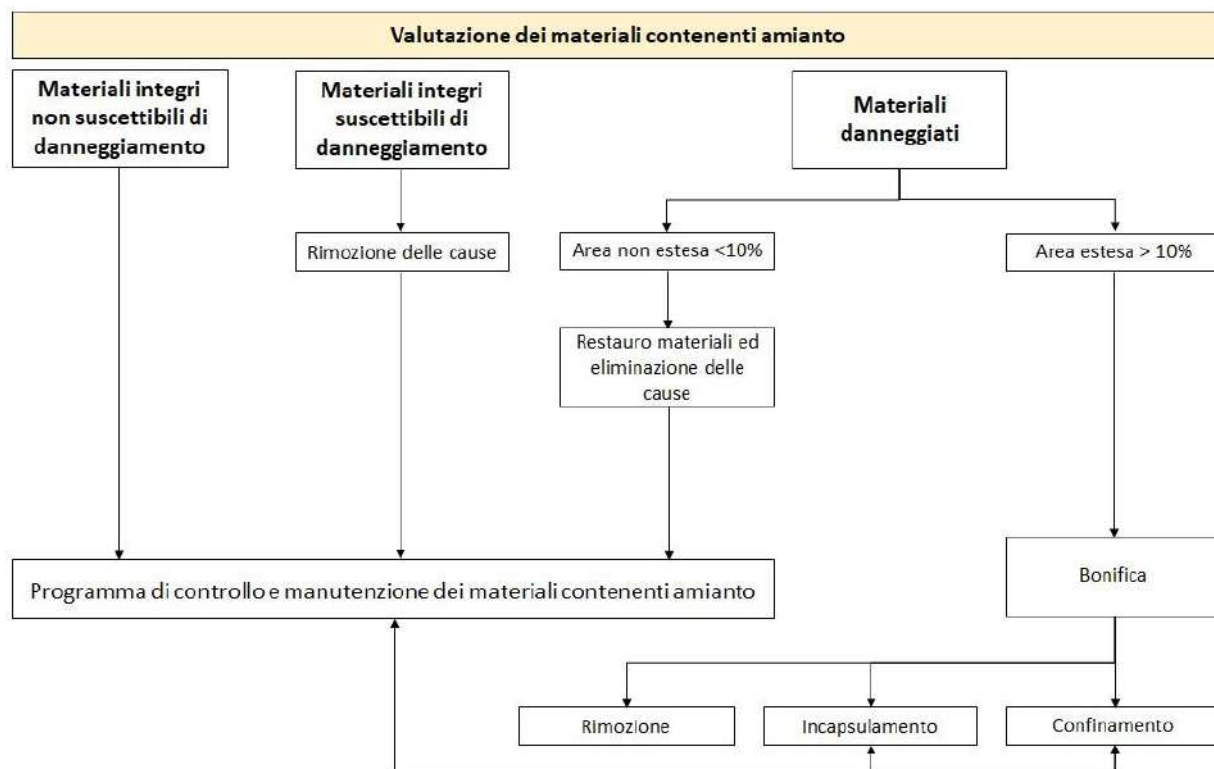 Valutazione dei materiali contenenti amianto
Materiali integri
non suscettibili di
danneggiamento
Materiali integri
suscettibili di
danneggiamento
Materiali
danneggiati
Rimozione delle cause
Area non estesa <10%
Area estesa > 10%
Restauro materiali ed
eliminazione delle
cause
Programma di controllo e manutenzione dei materiali contenenti amianto
Bonifica
Rimozione
Incapsulamento
Confinamento